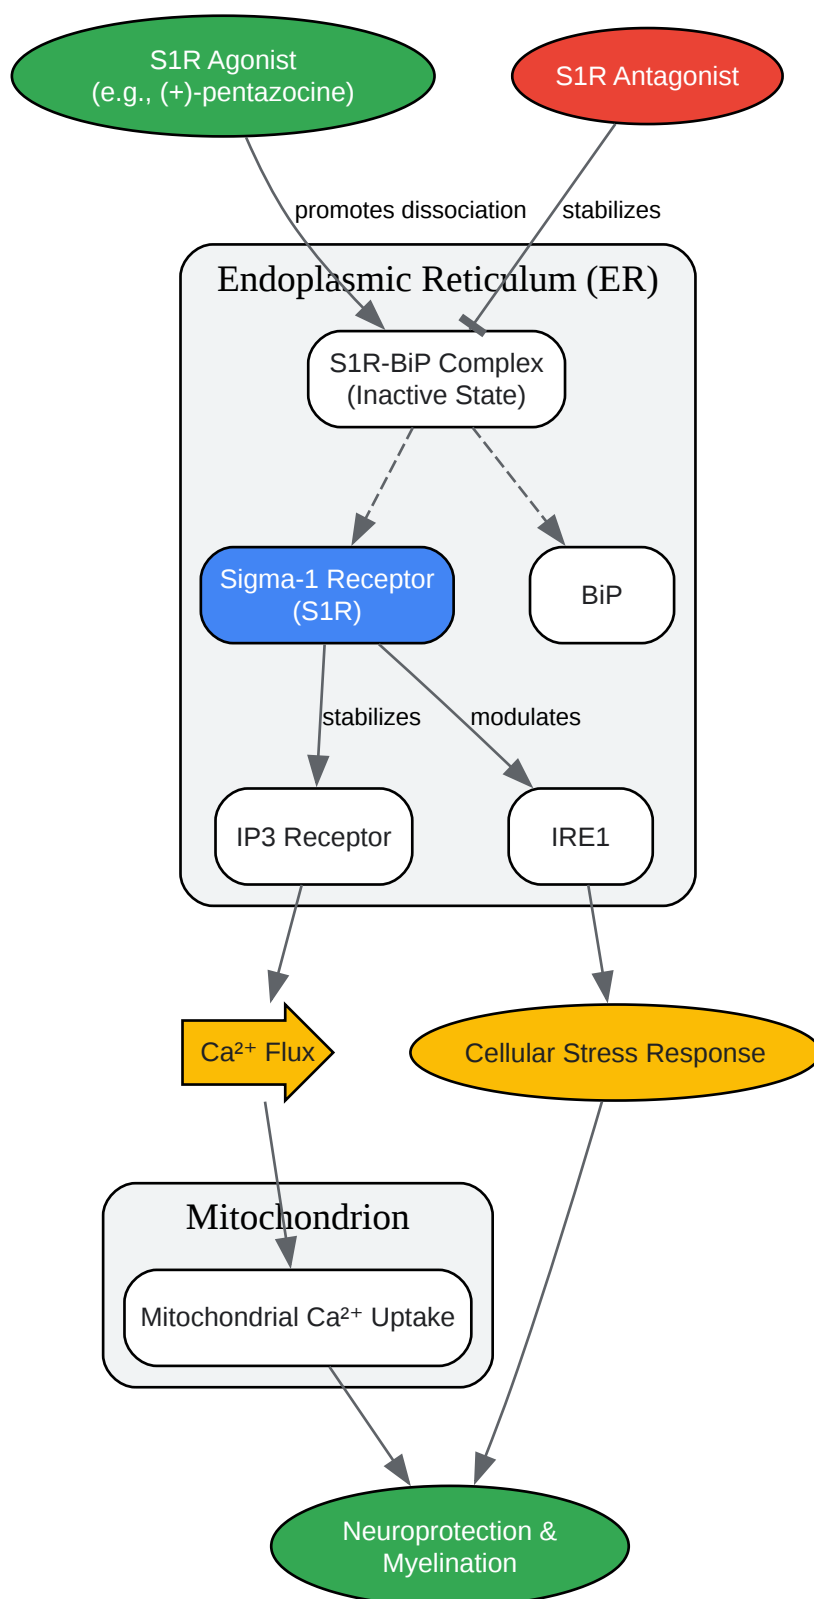 S1R Agonist
(e.g., (+)-pentazocine)
S1R Antagonist
promotes dissociation
stabilizes
Endoplasmic Reticulum (ER)
S1R-BiP Complex
(Inactive State)
Sigma-1 Receptor
(S1R)
BiP
stabilizes
modulates
IP3 Receptor
IRE1
Ca²⁺ Flux
Cellular Stress Response
Mitochondrion
Mitochondrial Ca²⁺ Uptake
Neuroprotection &
Myelination